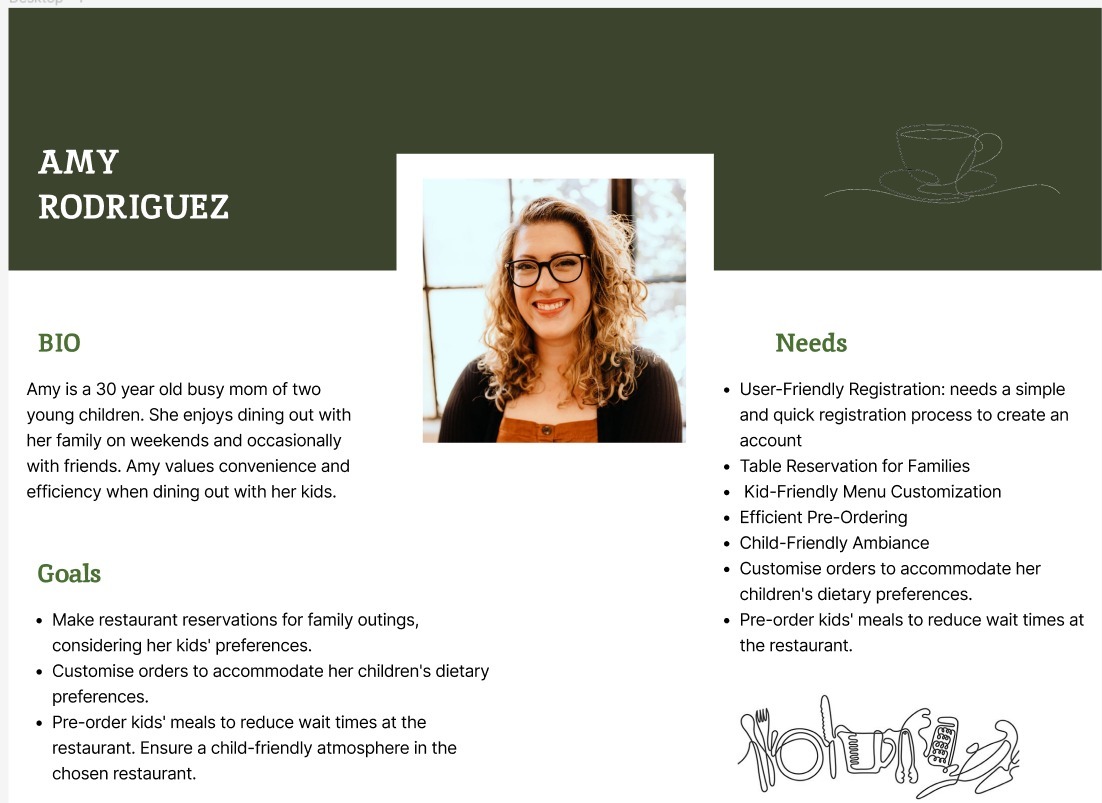 AMY
RODRIGUEZ
BIO
Amy is a 30 year old busy mom of two
young children. She enjoys dining out with
her family on weekends and occasionally
with friends. Amy values convenience and
efficiency when dining out with her kids.
Goals
• Make restaurant reservations for family outings,
considering her kids' preferences.
• Customise orders to accommodate her children's dietary
preferences.
• Pre-order kids' meals to reduce wait times at the
restaurant. Ensure a child-friendly atmosphere in the
chosen restaurant.
Needs
• User-Friendly Registration: needs a simple
and quick registration process to create an
account
• Table Reservation for Families
• Kid-Friendly Menu Customization
• Efficient Pre-Ordering
• Child-Friendly Ambiance
• Customise orders to accommodate her
children's dietary preferences.
• Pre-order kids' meals to reduce wait times at
the restaurant.